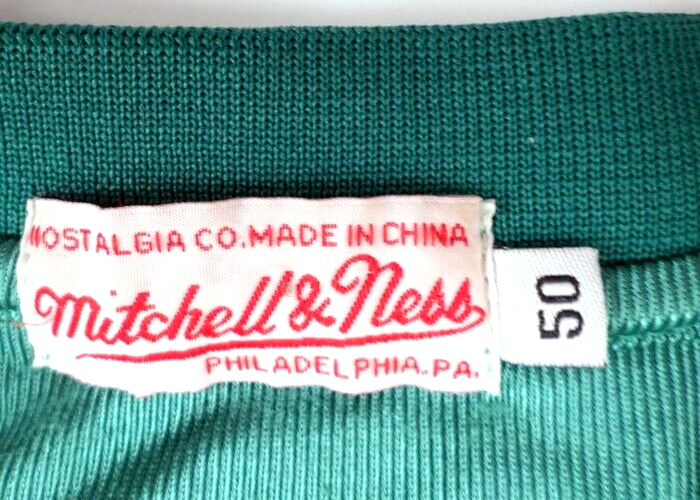 NOSTALGIA CO. MADE IN CHINA
Mitchell & Ness
PHILADELPHIA. PA.
50